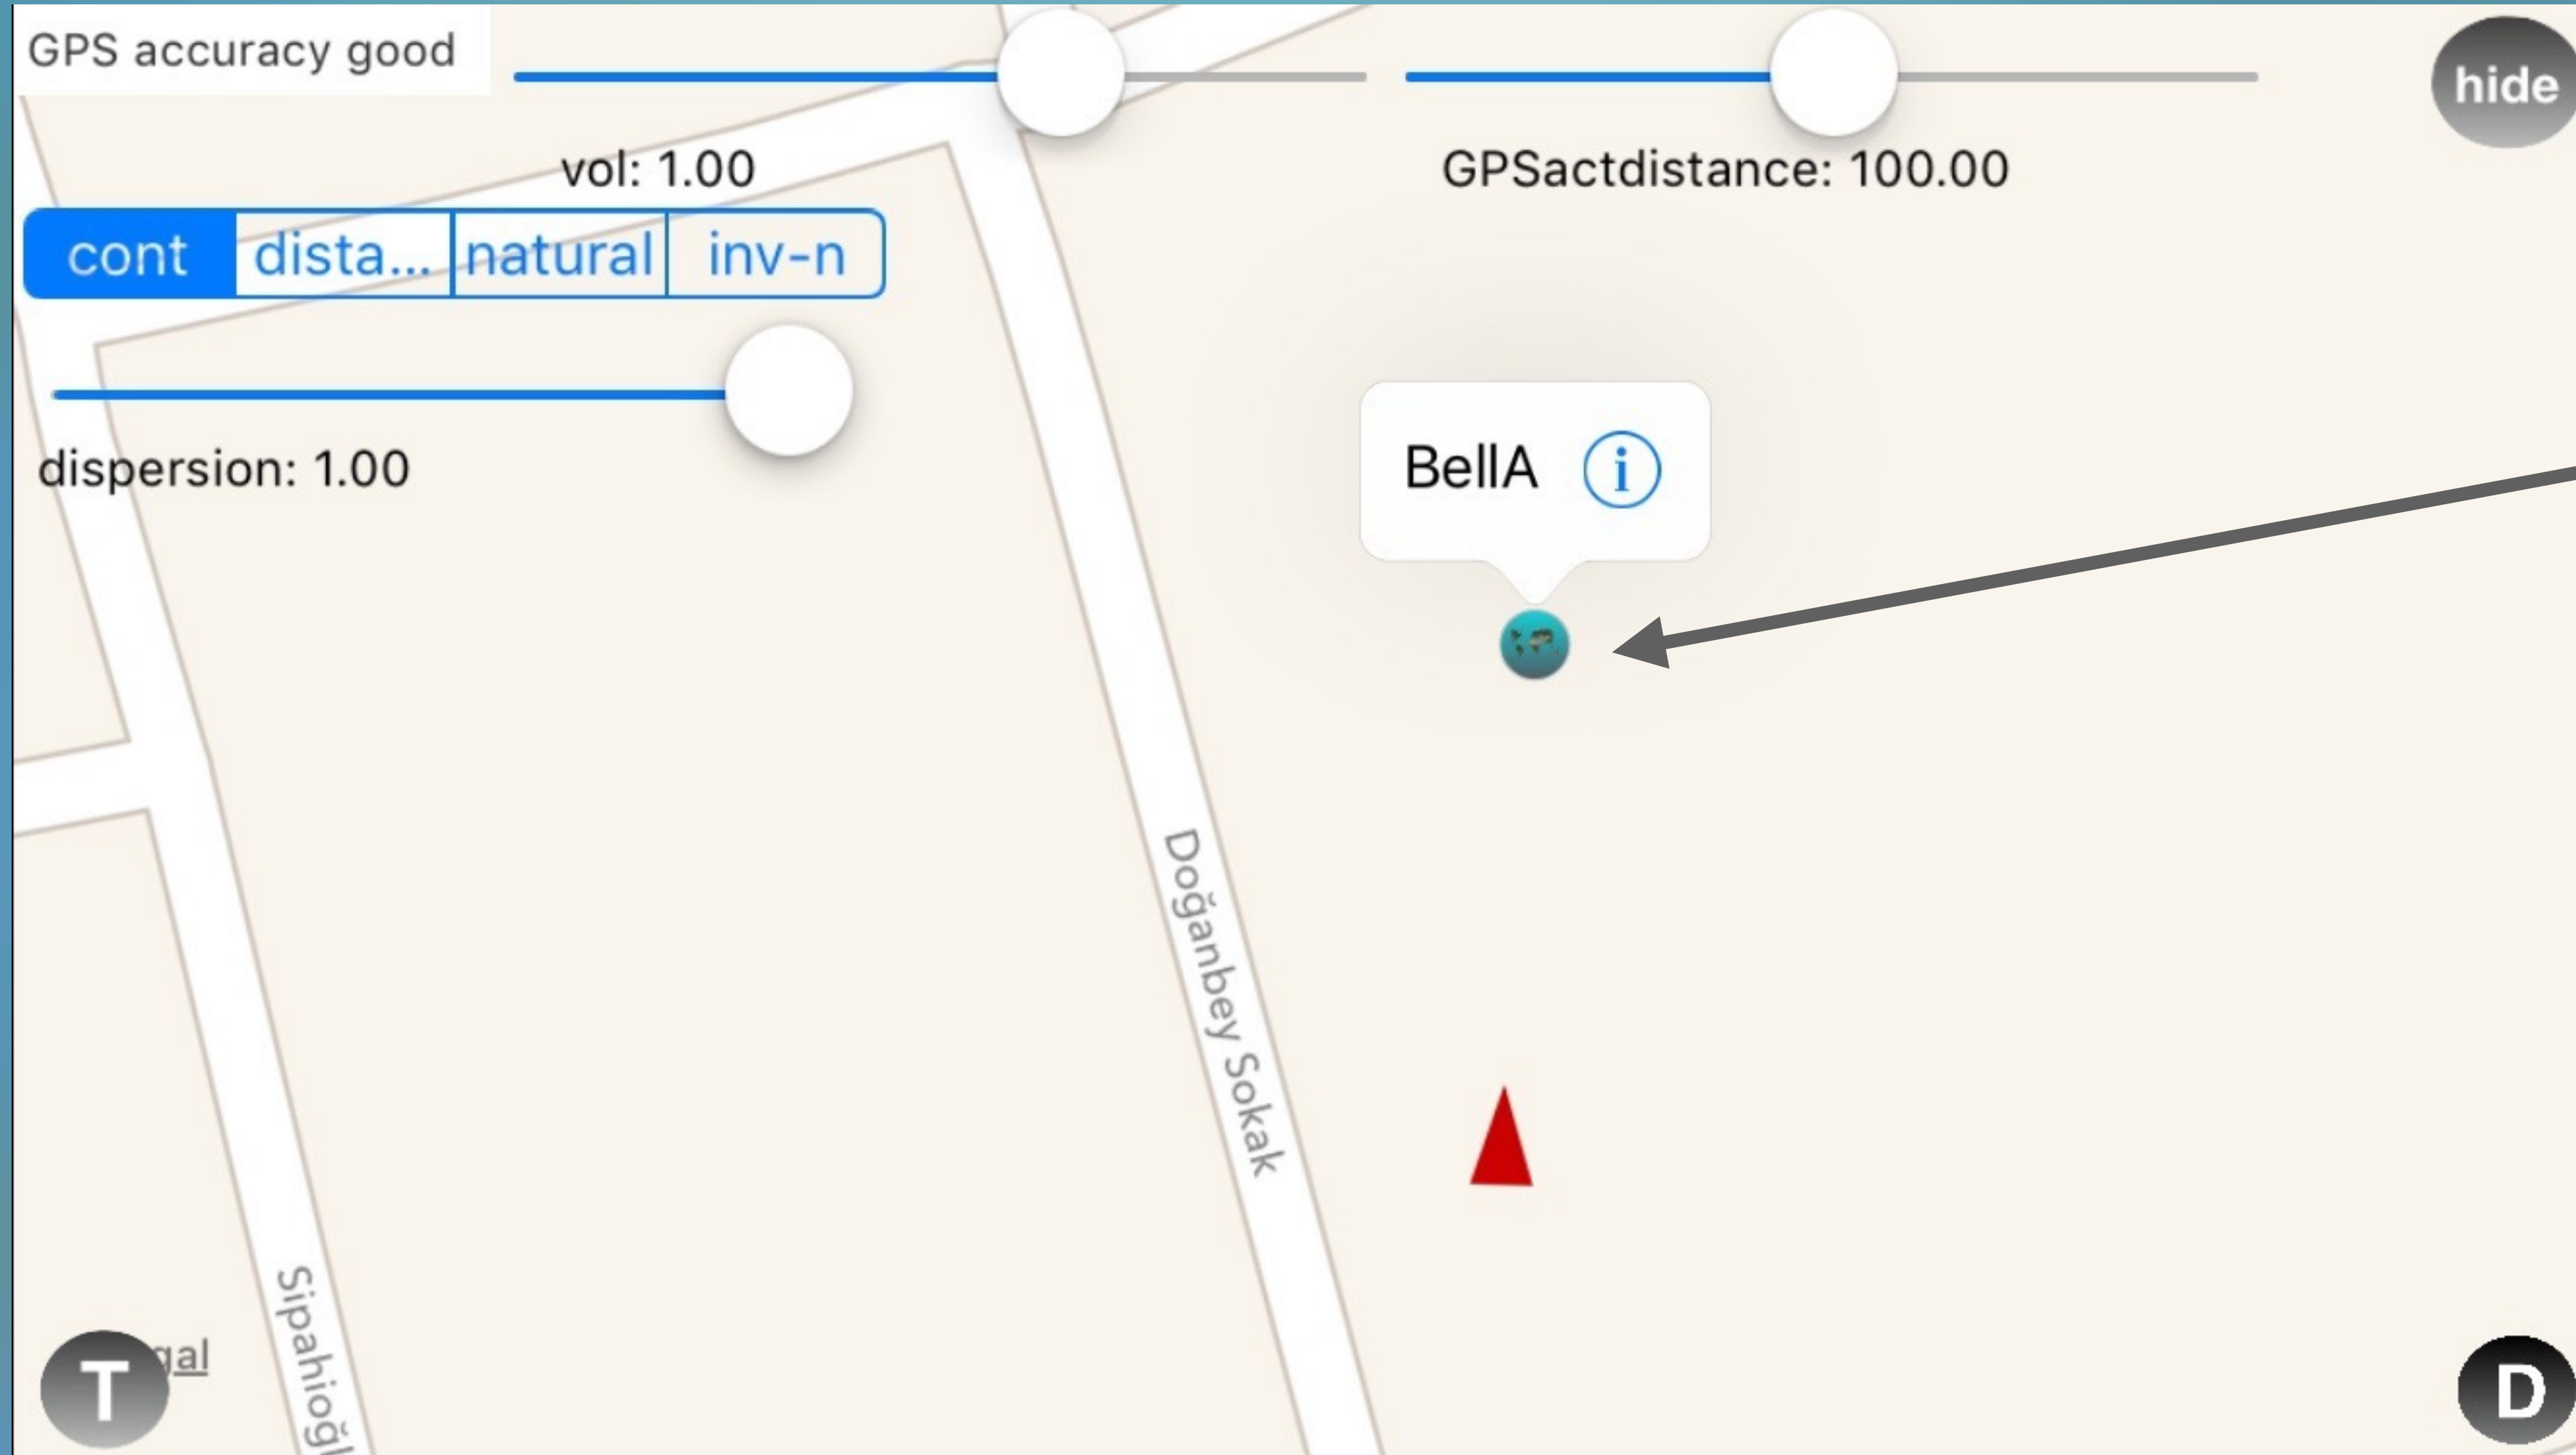 GPS accuracy good
hide
vol: 1.00
GPSactdistance: 100.00
cont dista... natural inv-n
dispersion: 1.00
BellA i
Doğanbey Sokak
Sipahioğl
T gal
D